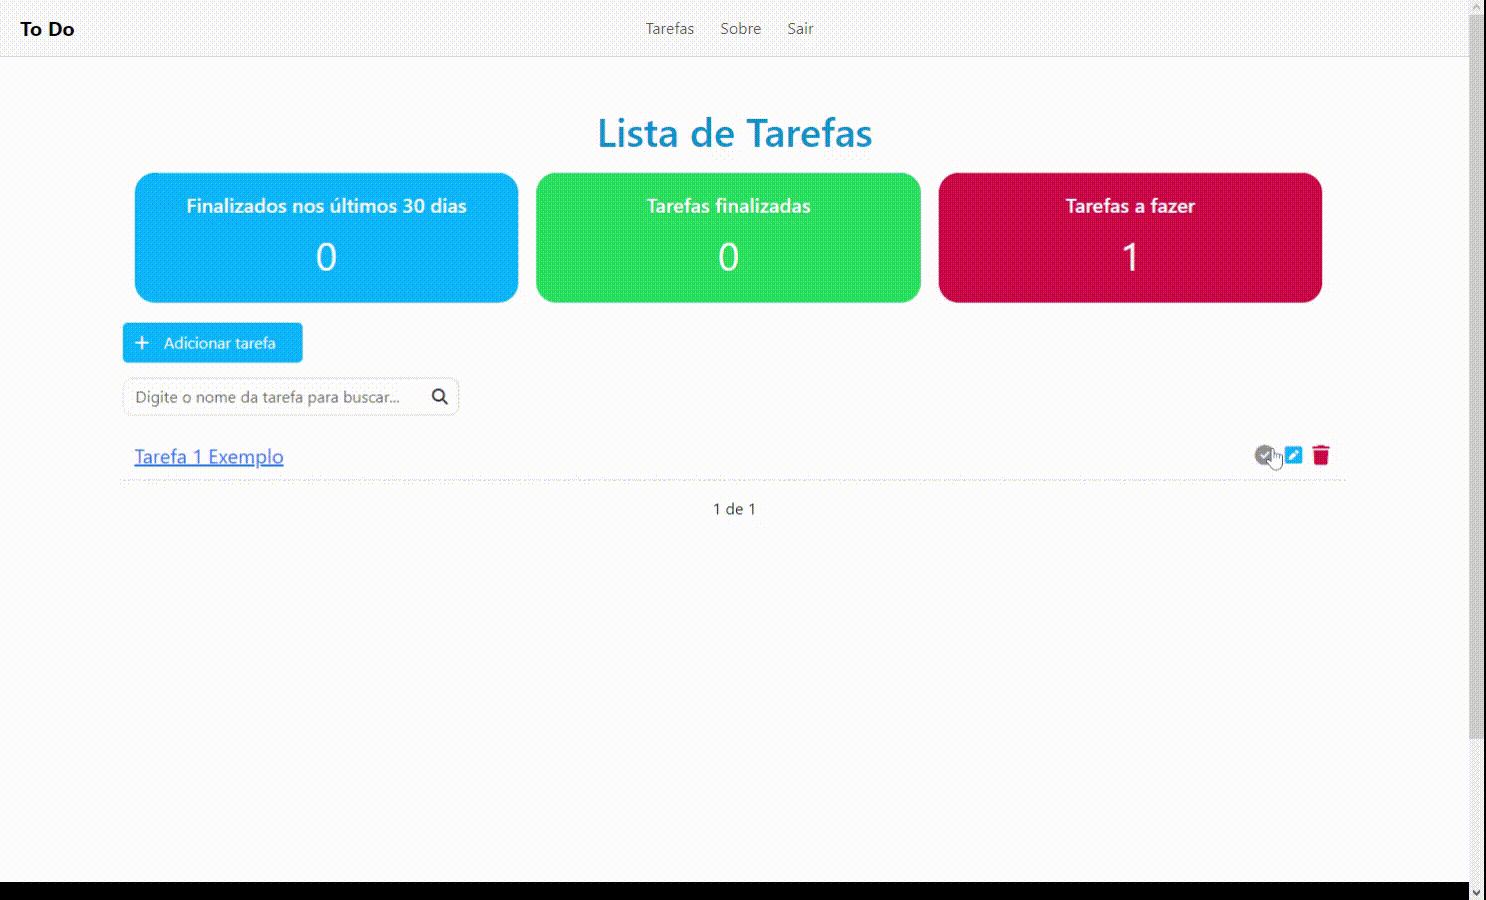 To Do
Tarefas Sobre Sair
Lista de Tarefas
Finalizados nos últimos 30 dias
0
Tarefas finalizadas
0
Tarefas a fazer
1
Adicionar tarefa
Digite o nome da tarefa para buscar...
Tarefa 1 Exemplo
1 de 1